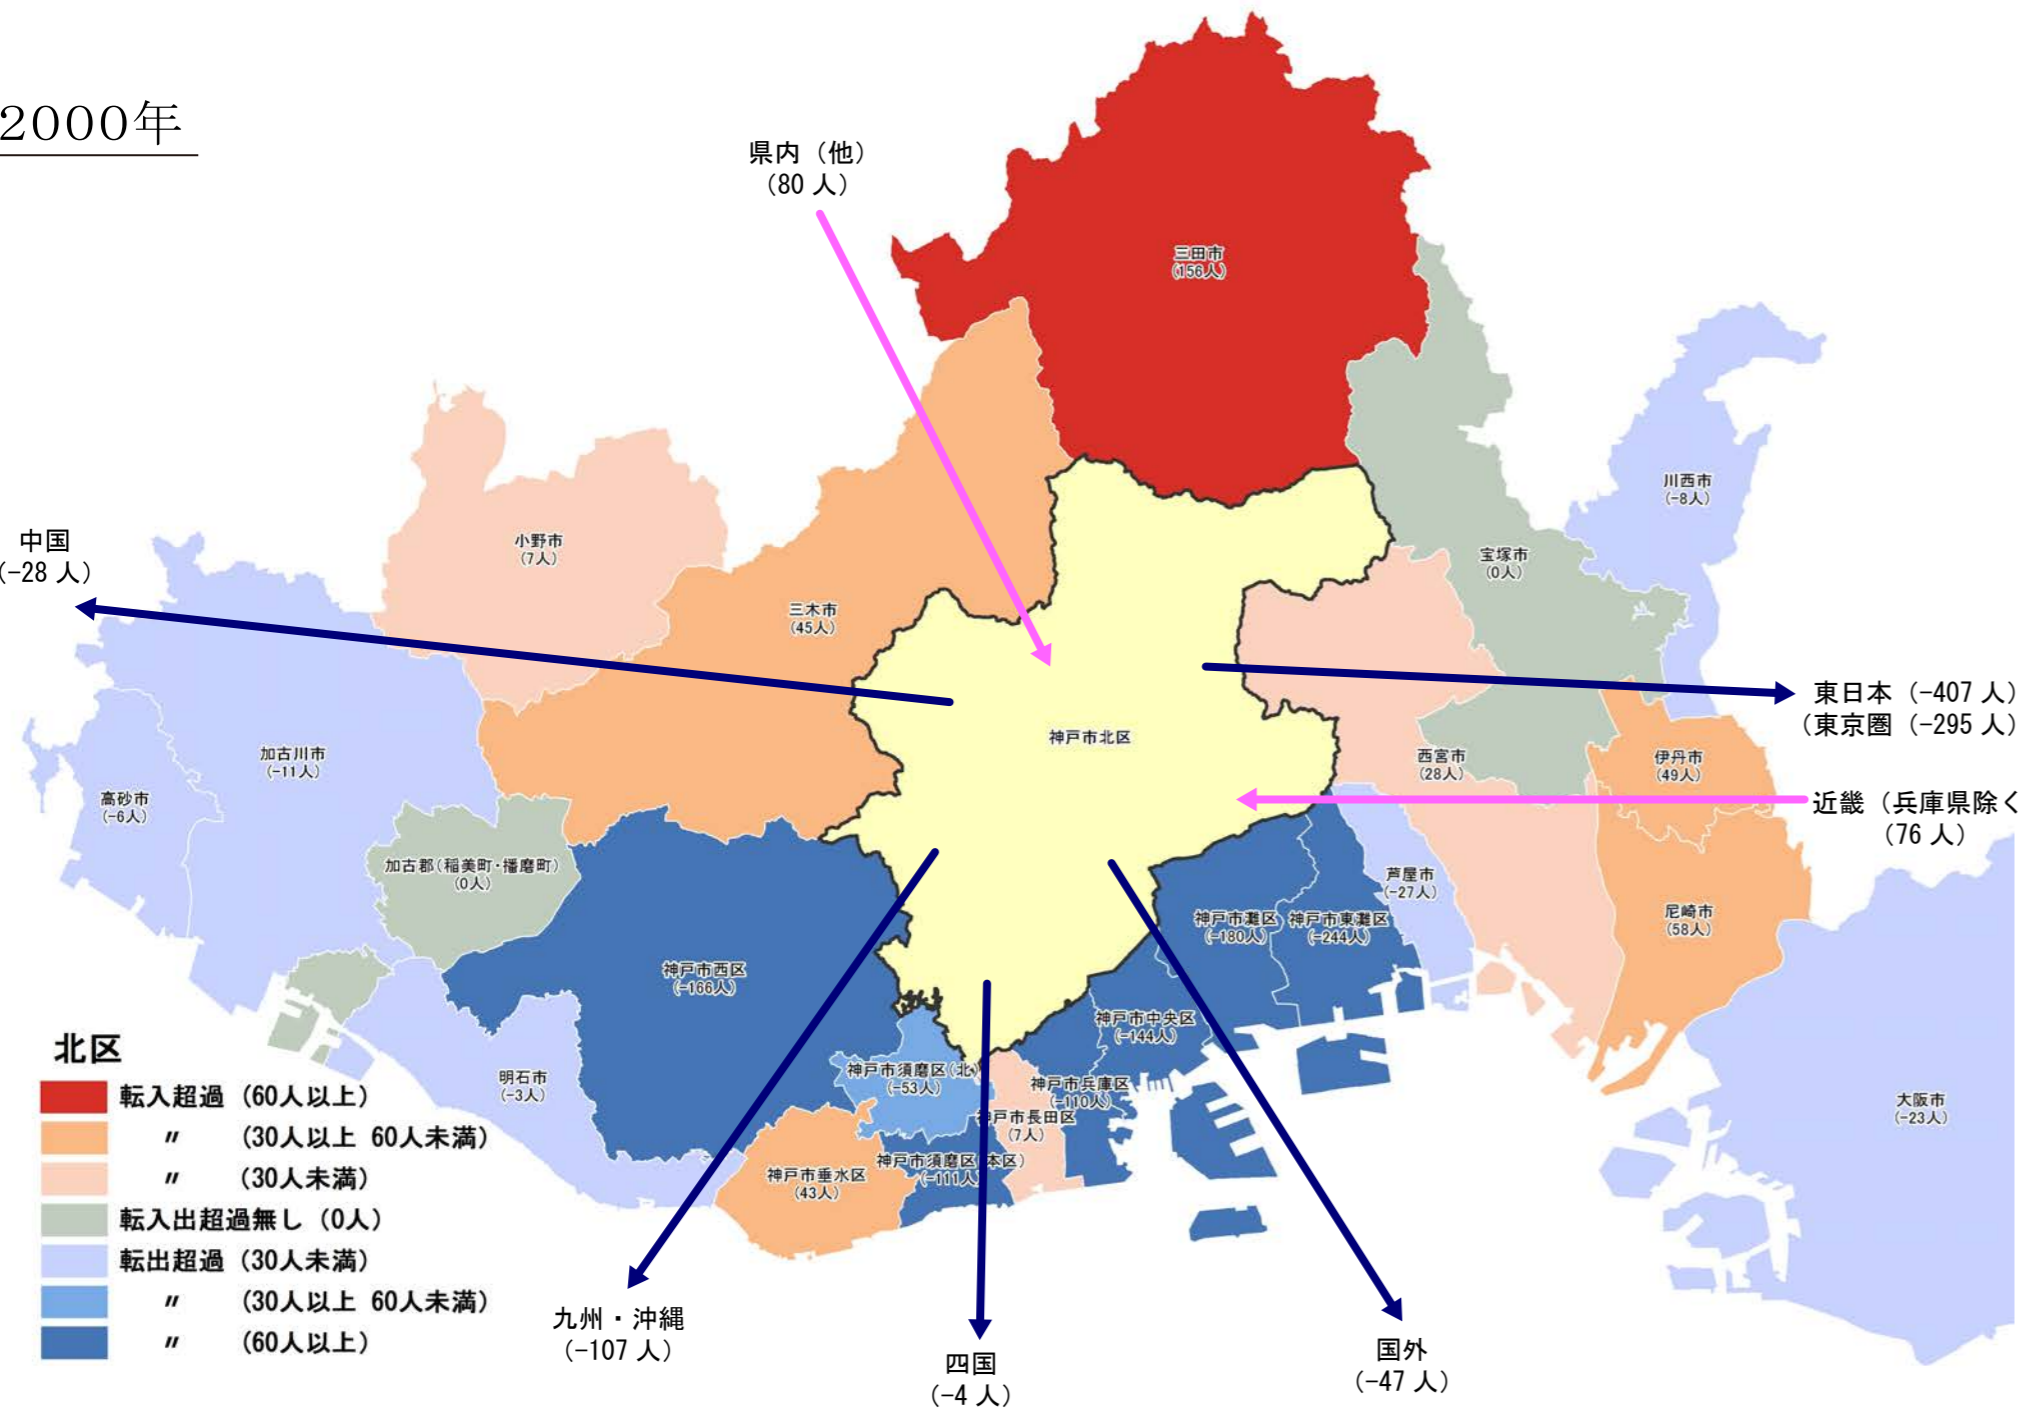 2000年
県内（他）
（80 人）
三田市
(156人)
川西市
(-8人)
中国
(-28 人）
小野市
(7人)
宝塚市
(0人)
三木市
(45人)
東日本（-407 人）
（東京圏（-295 人）
神戸市北区
加古川市
(-11人)
西宮市
(28人)
伊丹市
(49人)
高砂市
(-6人)
近畿（兵庫県除く
（76 人）
加古郡(稲美町・播磨町)
(0人)
芦屋市
(-27人)
神戸市灘区
(-180人)
神戸市東灘区
(-244人)
尼崎市
(58人)
神戸市西区
(-166人)
神戸市中央区
(-144人)
神戸市須磨区(北)
(-53人)
神戸市兵庫区
(-110人)
明石市
(-3人)
神戸市長田区
(7人)
大阪市
(-23人)
神戸市須磨区(本区)
(-111人)
神戸市垂水区
(43人)
北区
転入超過（60人以上）
〃（30人以上 60人未満）
〃（30人未満）
転入出超過無し（0人）
転出超過（30人未満）
〃（30人以上 60人未満）
〃（60人以上）
九州・沖縄
（-107 人）
四国
（-4 人）
国外
（-47 人）